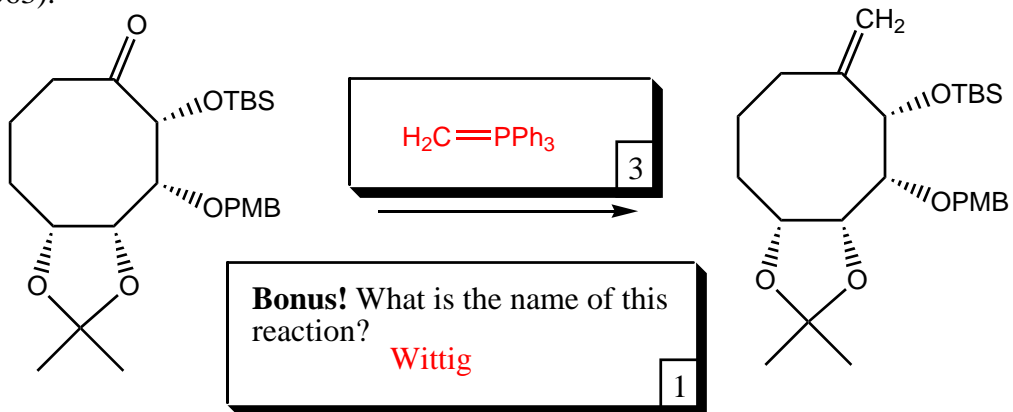 O
CH2
OTBS
H2C=PPh3
3
OTBS
OPMB
OPMB
O
O
O
O
Bonus! What is the name of this
reaction?
Wittig
1